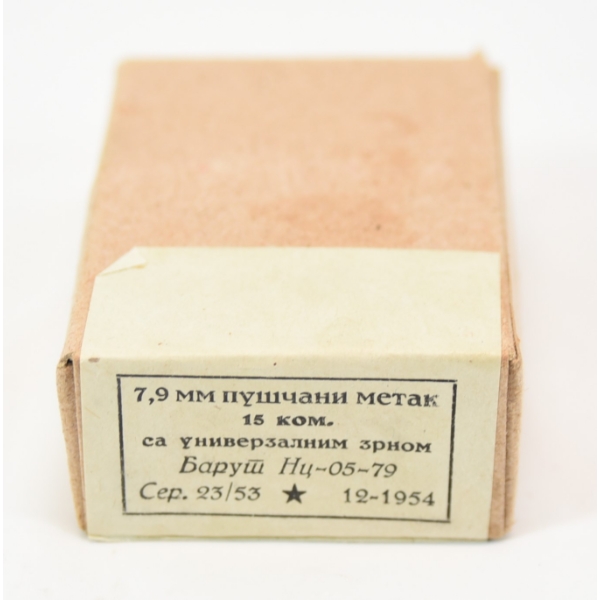 7,9 мм пушчани метак
15 ком.
са универзалним зрном
Барут Нц-05-79
Сер. 23/53 ★ 12-1954